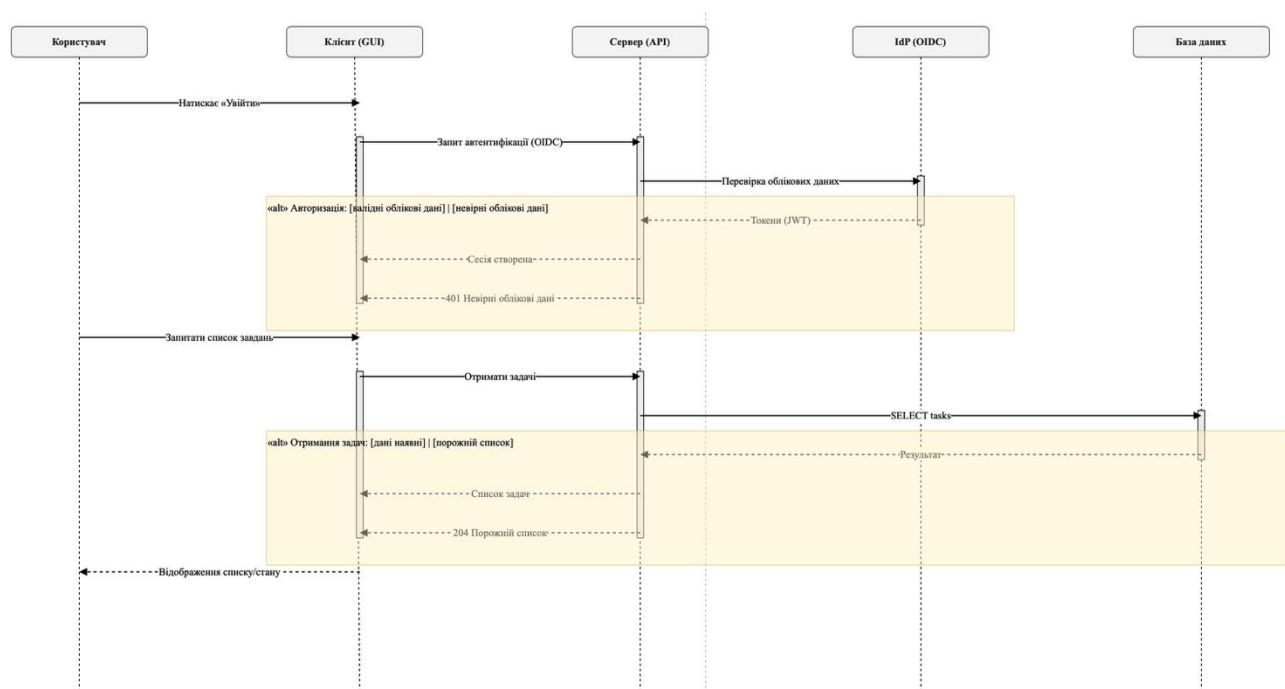 Користувач
Клієнт (GUI)
Сервер (API)
IdP (OIDC)
База даних
Натискає «Увійти»
Запит автентифікації (OIDC)
Перевірка облікових даних
«alt» Авторизація: [валідні облікові дані] | [невірні облікові дані]
Токени (JWT)
Сесія створена
401 Невірні облікові дані
Запитати список завдань
Отримати задачі
SELECT tasks
«alt» Отримання задач: [дані наявні] | [порожній список]
Результат
Список задач
204 Порожній список
Відображення списку/стану